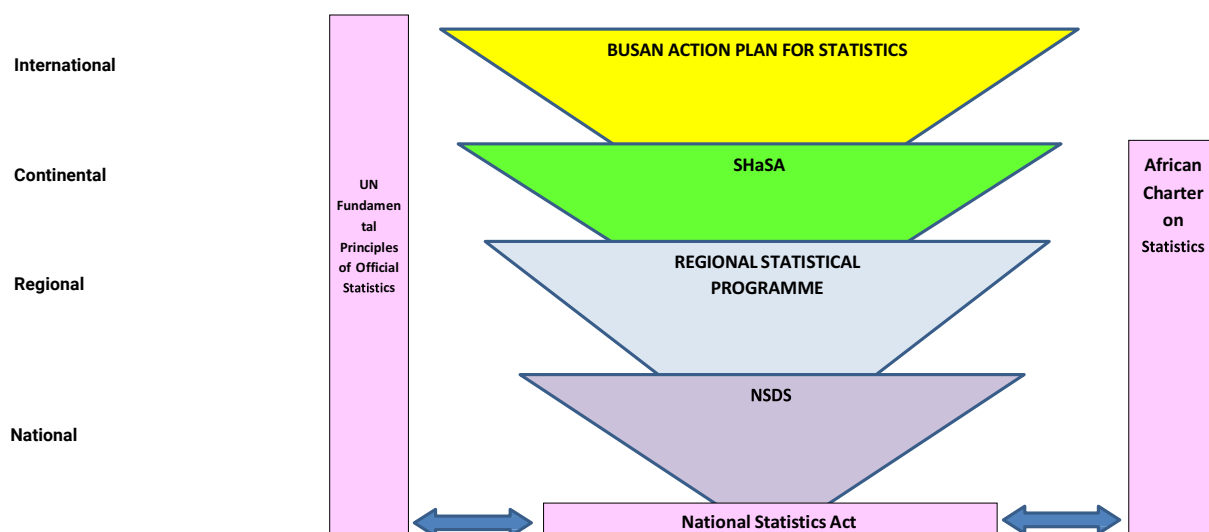 International
Continental
Regional
National
UN
Fundamen
tal
Principles
of Official
Statistics
BUSAN ACTION PLAN FOR STATISTICS
SHaSA
REGIONAL STATISTICAL
PROGRAMME
NSDS
National Statistics Act
African
Charter
on
Statistics